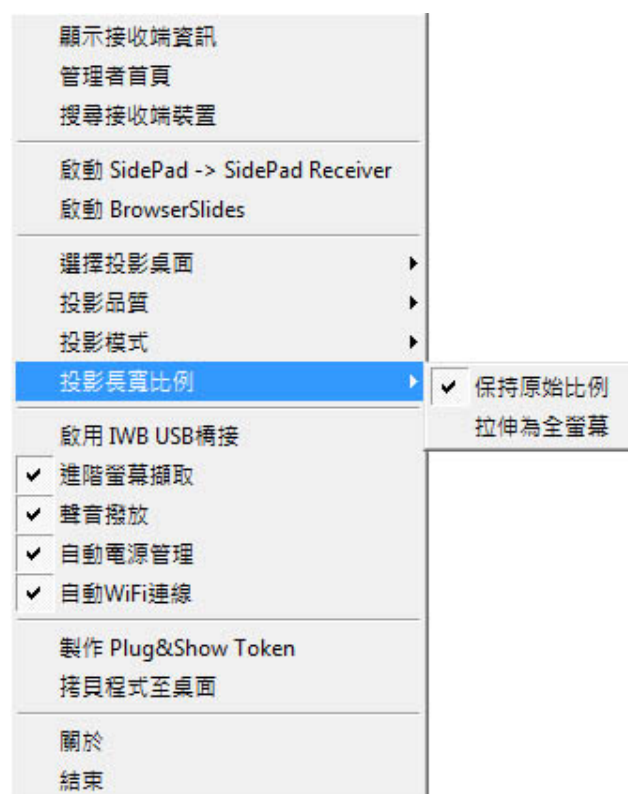 顯示接收端資訊
管理者首頁
搜尋接收端裝置
啟動 SidePad -> SidePad Receiver
啟動 BrowserSlides
選擇投影桌面
投影品質
投影模式
投影長寬比例
保持原始比例
拉伸為全螢幕
啟用 IWB USB橋接
進階螢幕擷取
聲音撥放
自動電源管理
自動WiFi連線
製作 Plug&Show Token
拷貝程式至桌面
關於
結束